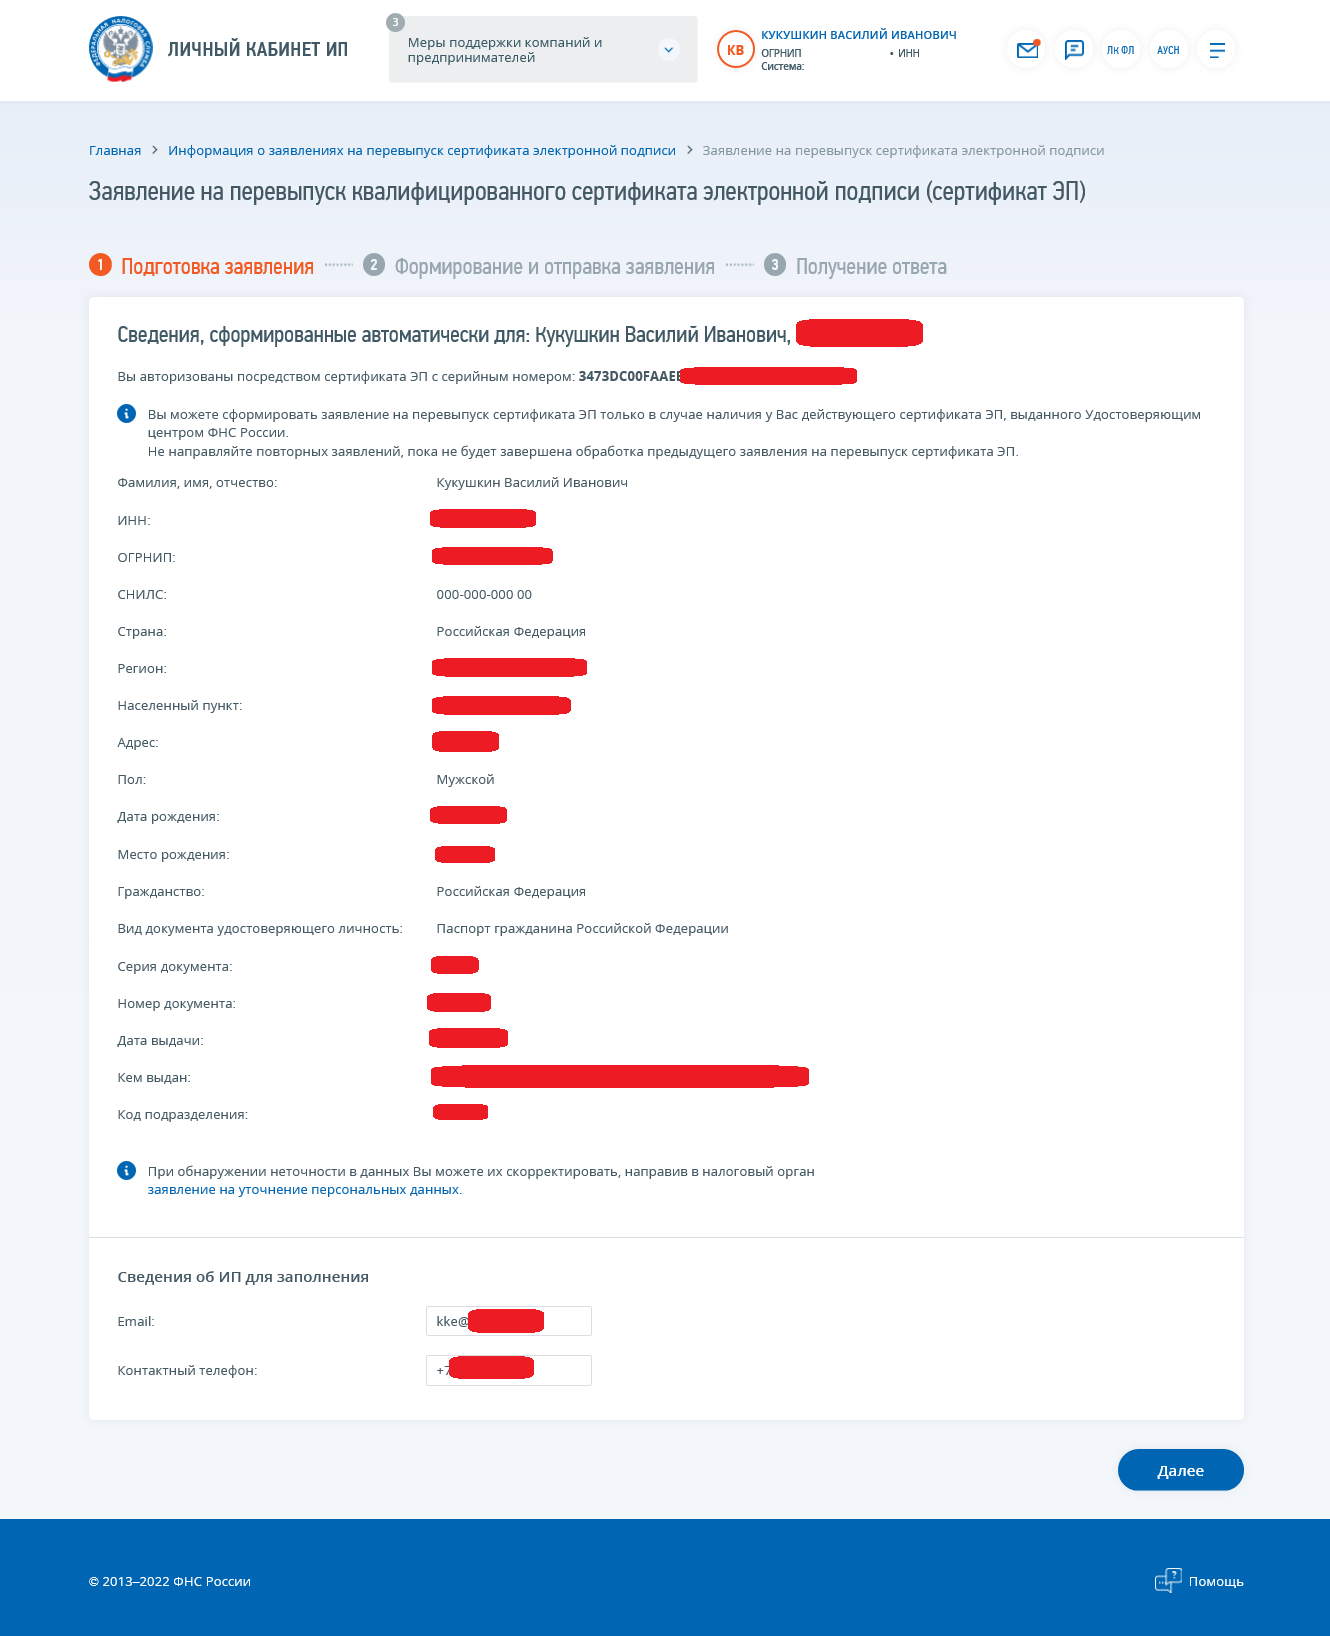 ЛИЧНЫЙ КАБИНЕТ ИП
3
Меры поддержки компаний и
предпринимателей
КВ
КУКУШКИН ВАСИЛИЙ ИВАНОВИЧ
ОГРНИП • ИНН
Система:
Лк ФЛ
АУСН
Главная > Информация о заявлениях на перевыпуск сертификата электронной подписи > Заявление на перевыпуск сертификата электронной подписи
Заявление на перевыпуск квалифицированного сертификата электронной подписи (сертификат ЭП)
1 Подготовка заявления 2 Формирование и отправка заявления 3 Получение ответа
Сведения, сформированные автоматически для: Кукушкин Василий Иванович,
Вы авторизованы посредством сертификата ЭП с серийным номером: 3473DC00FAAE
Вы можете сформировать заявление на перевыпуск сертификата ЭП только в случае наличия у Вас действующего сертификата ЭП, выданного Удостоверяющим
центром ФНС России.
Не направляйте повторных заявлений, пока не будет завершена обработка предыдущего заявления на перевыпуск сертификата ЭП.
Фамилия, имя, отчество: Кукушкин Василий Иванович
ИНН:
ОГРНИП:
СНИЛС: 000-000-000 00
Страна: Российская Федерация
Регион:
Населенный пункт:
Адрес:
Пол: Мужской
Дата рождения:
Место рождения:
Гражданство: Российская Федерация
Вид документа удостоверяющего личность: Паспорт гражданина Российской Федерации
Серия документа:
Номер документа:
Дата выдачи:
Кем выдан:
Код подразделения:
При обнаружении неточности в данных Вы можете их скорректировать, направив в налоговый орган
заявление на уточнение персональных данных.
Сведения об ИП для заполнения
Email: kke@
Контактный телефон: +7
Далее
© 2013–2022 ФНС России
Помощь